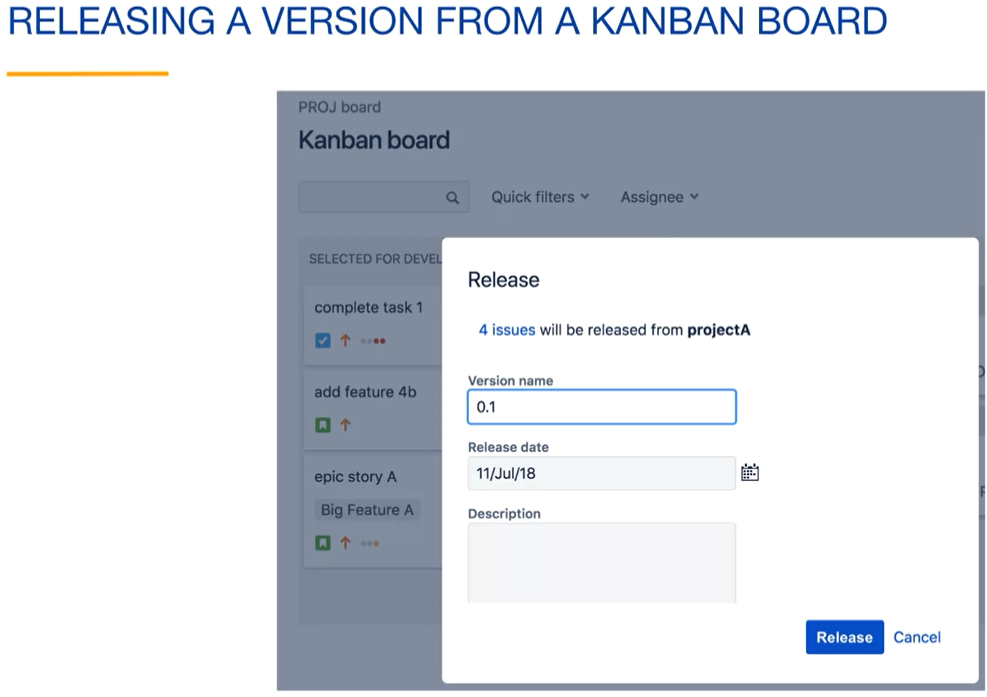 RELEASING A VERSION FROM A KANBAN BOARD
PROJ board
Kanban board
Quick filters
Assignee
SELECTED FOR DEVEL
complete task 1
add feature 4b
epic story A
Big Feature A
Release
4 issues will be released from projectA
Version name
0.1
Release date
11/Jul/18
Description
Release Cancel